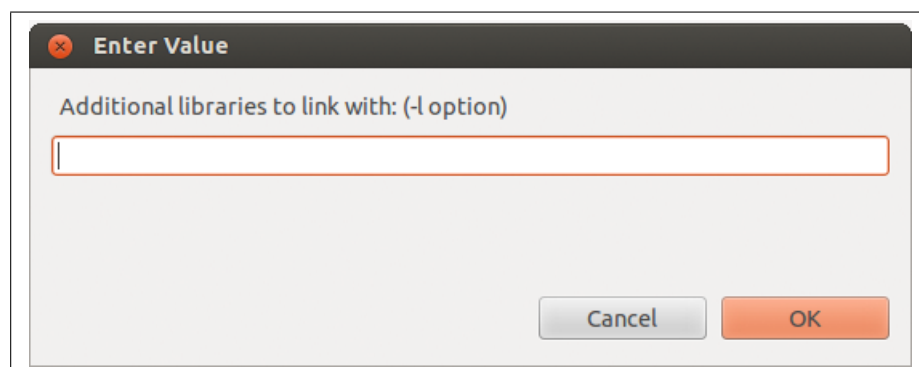 Enter Value
Additional libraries to link with: (-l option)
Cancel OK